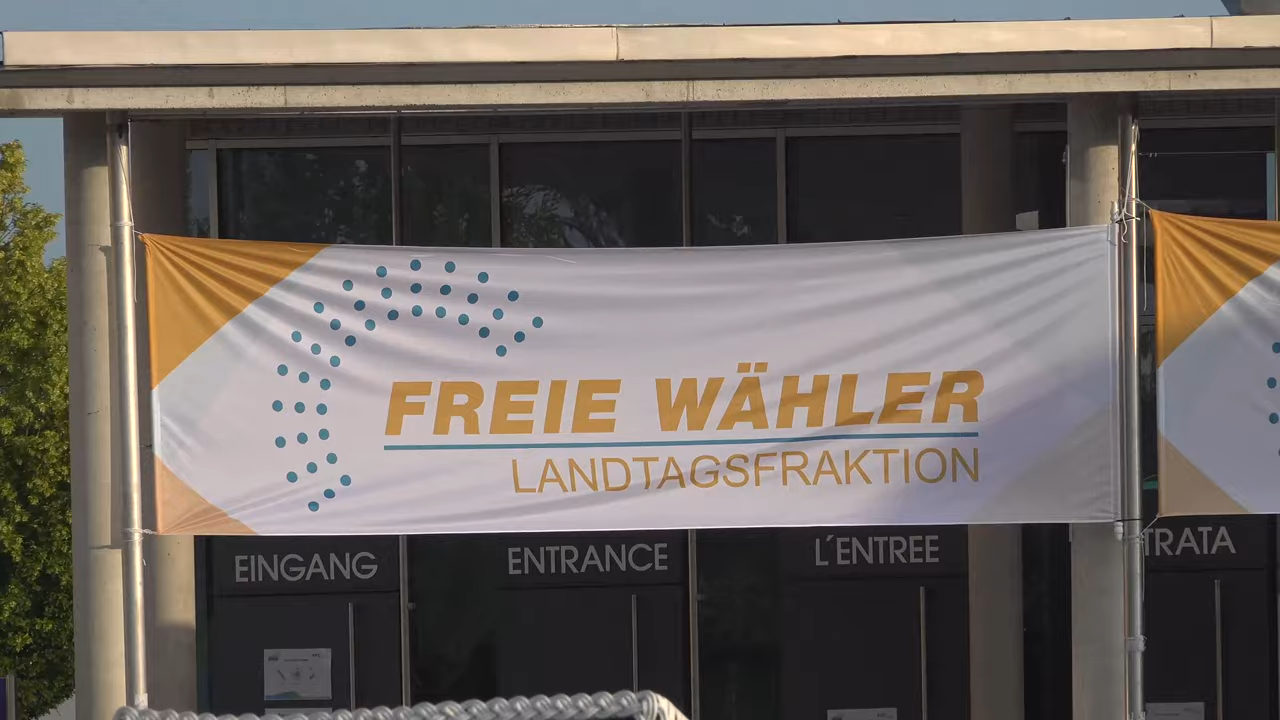 FREIE WÄHLER
LANDTAGSFRAKTION
EINGANG
ENTRANCE
L´ENTREE
TRATA